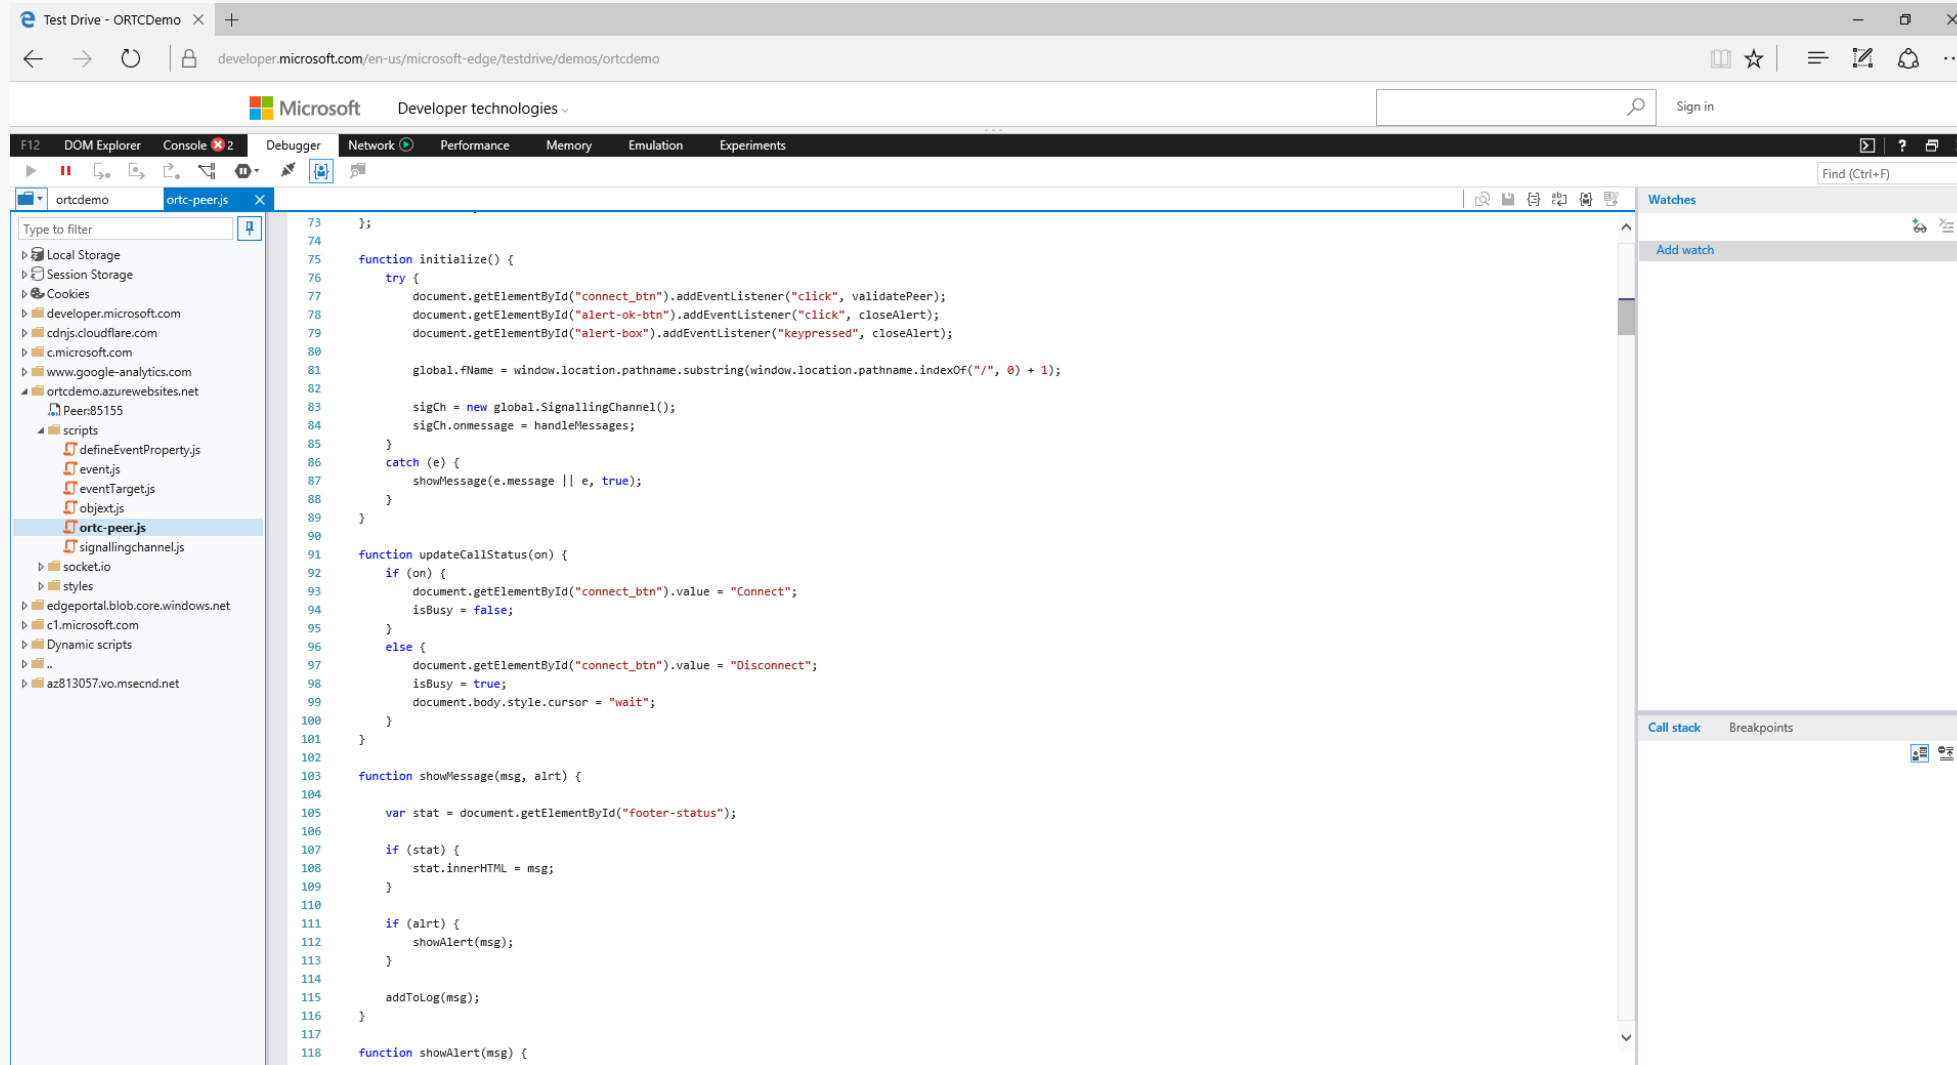 Test Drive - ORTCDemo
developer.microsoft.com/en-us/microsoft-edge/testdrive/demos/ortcdemo
Microsoft
Developer technologies
Sign in
F12 DOM Explorer Console 2 Debugger Network Performance Memory Emulation Experiments
?
Find (Ctrl+F)
ortcdemo
ortc-peer.js
Type to filter
Local Storage
Session Storage
Cookies
developer.microsoft.com
cdnjs.cloudflare.com
c.microsoft.com
www.google-analytics.com
ortcdemo.azurewebsites.net
Peer:85155
scripts
defineEventProperty.js
event.js
eventTarget.js
objext.js
ortc-peer.js
signallingchannel.js
socket.io
styles
edgeportal.blob.core.windows.net
c1.microsoft.com
Dynamic scripts
..
az813057.vo.msecnd.net
73 };
74
75 function initialize() {
76 try {
77 document.getElementById("connect_btn").addEventListener("click", validatePeer);
78 document.getElementById("alert-ok-btn").addEventListener("click", closeAlert);
79 document.getElementById("alert-box").addEventListener("keypressed", closeAlert);
80
81 global.fName = window.location.pathname.substring(window.location.pathname.indexOf("/", 0) + 1);
82
83 sigCh = new global.SignallingChannel();
84 sigCh.onmessage = handleMessages;
85 }
86 catch (e) {
87 showMessage(e.message || e, true);
88 }
89 }
90
91 function updateCallStatus(on) {
92 if (on) {
93 document.getElementById("connect_btn").value = "Connect";
94 isBusy = false;
95 }
96 else {
97 document.getElementById("connect_btn").value = "Disconnect";
98 isBusy = true;
99 document.body.style.cursor = "wait";
100 }
101 }
102
103 function showMessage(msg, alrt) {
104
105 var stat = document.getElementById("footer-status");
106
107 if (stat) {
108 stat.innerHTML = msg;
109 }
110
111 if (alrt) {
112 showAlert(msg);
113 }
114
115 addToLog(msg);
116 }
117
118 function showAlert(msg) {
Watches
Add watch
Call stack Breakpoints